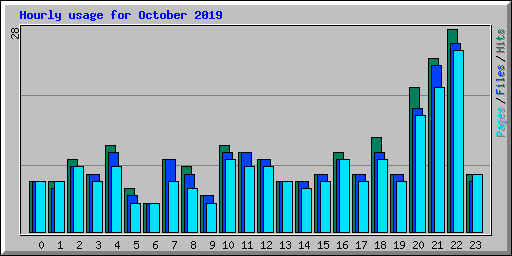 Hourly usage for October 2019
28
Pages/Files/Hits
0 1 2 3 4 5 6 7 8 9 10 11 12 13 14 15 16 17 18 19 20 21 22 23